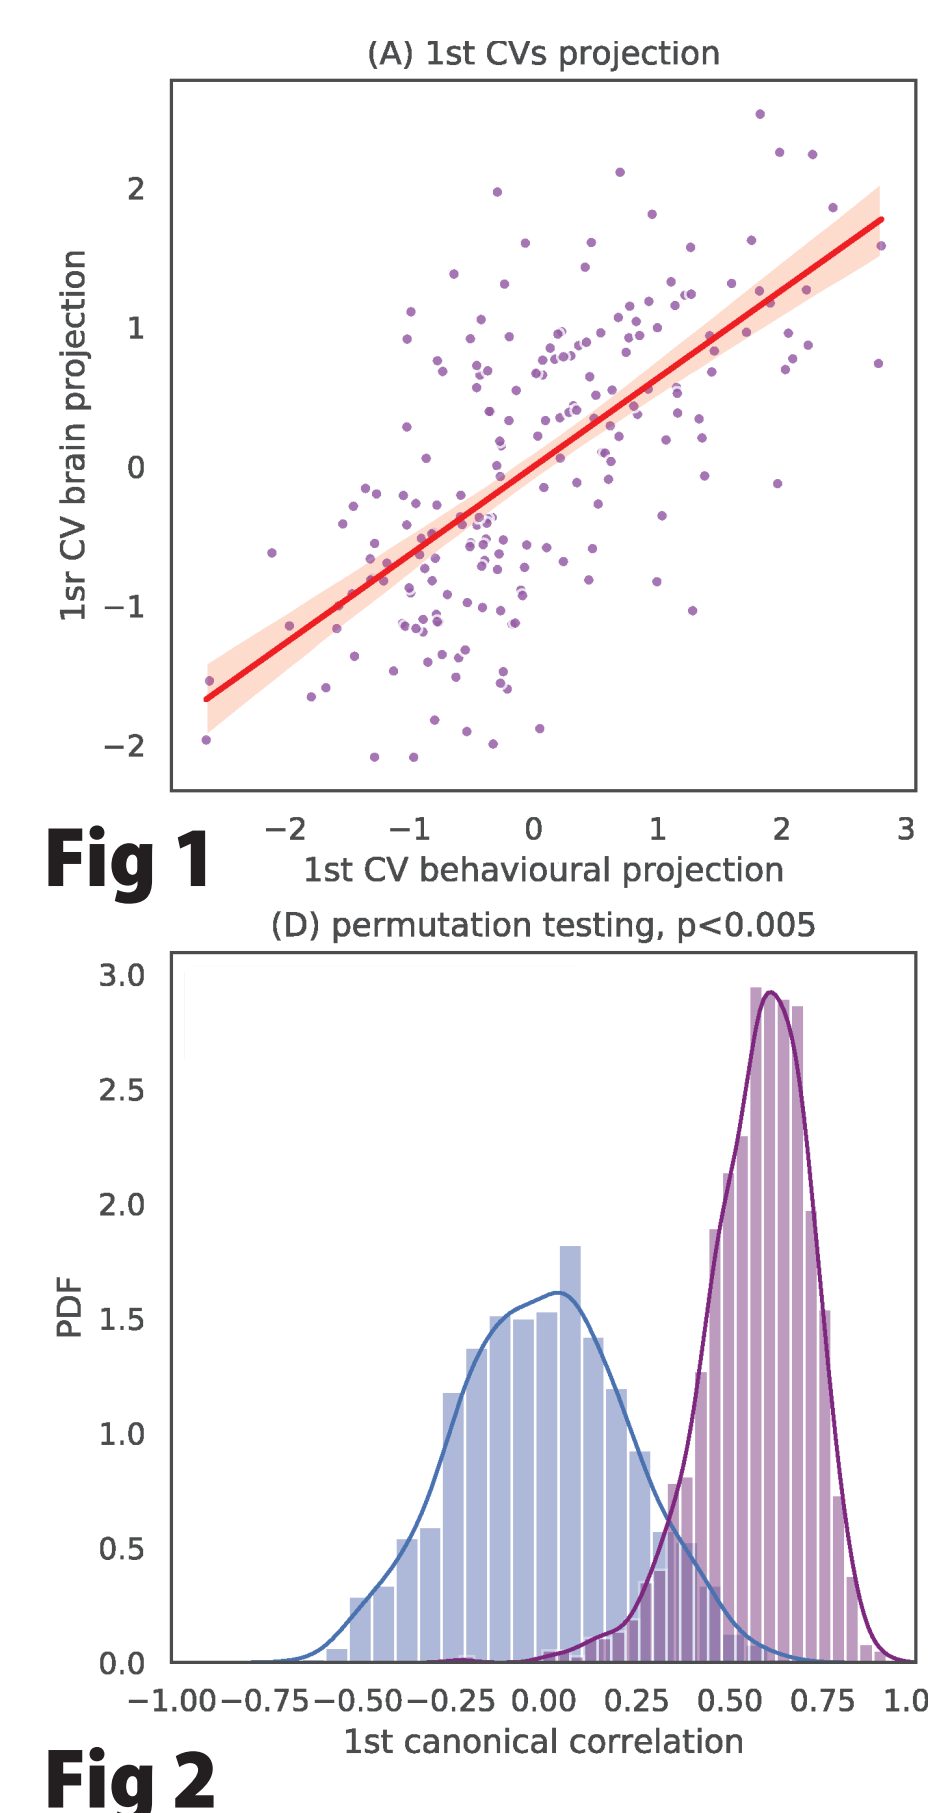 (A) 1st CVs projection
2
1
0
−1
−2
1sr CV brain projection
−2 −1 0 1 2 3
1st CV behavioural projection
Fig 1
(D) permutation testing, p<0.005
3.0
2.5
2.0
1.5
1.0
0.5
0.0
PDF
−1.00 −0.75 −0.50 −0.25 0.00 0.25 0.50 0.75 1.0
1st canonical correlation
Fig 2